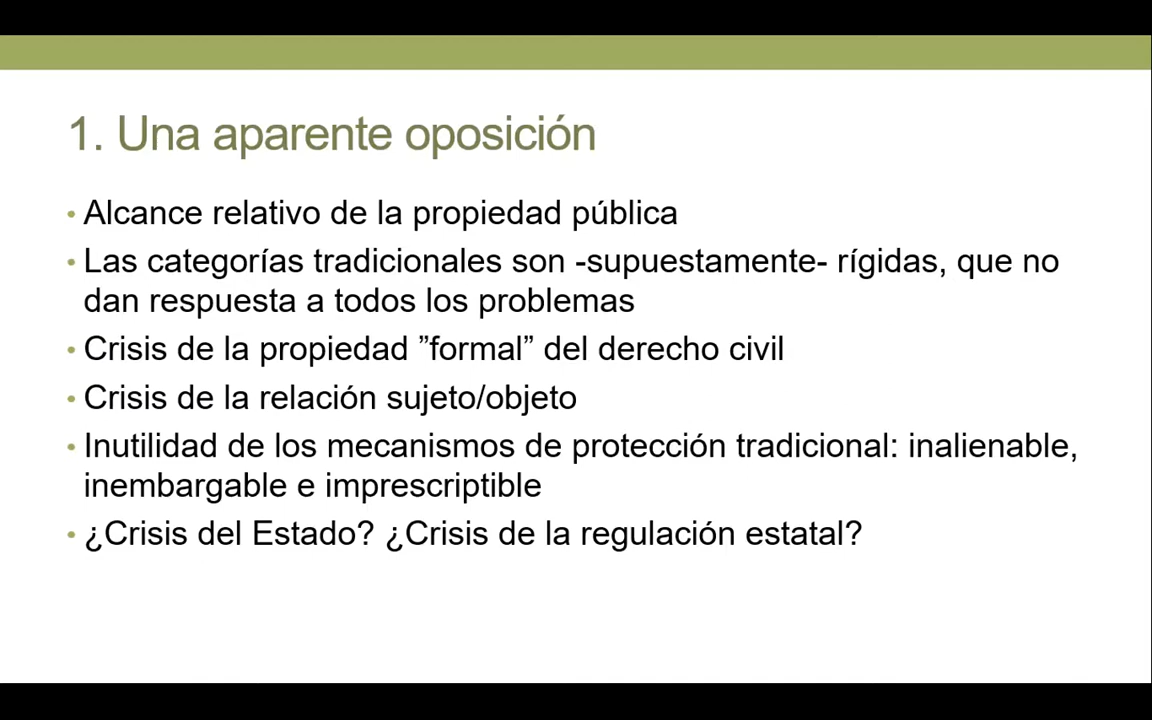 1. Una aparente oposición
• Alcance relativo de la propiedad pública
• Las categorías tradicionales son -supuestamente- rígidas, que no
dan respuesta a todos los problemas
• Crisis de la propiedad ”formal” del derecho civil
• Crisis de la relación sujeto/objeto
• Inutilidad de los mecanismos de protección tradicional: inalienable,
inembargable e imprescriptible
• ¿Crisis del Estado? ¿Crisis de la regulación estatal?